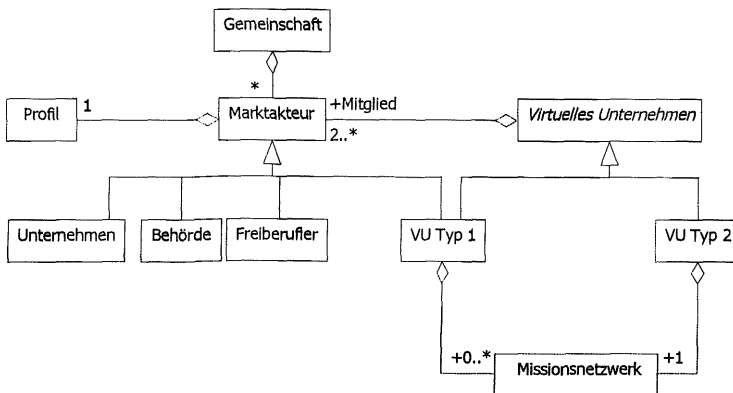 Gemeinschaft
*
Profil
1
Marktakteur
+Mitglied
2..*
Virtuelles Unternehmen
Unternehmen
Behörde
Freiberufler
VU Typ 1
VU Typ 2
+0..*
Missionsnetzwerk
+1